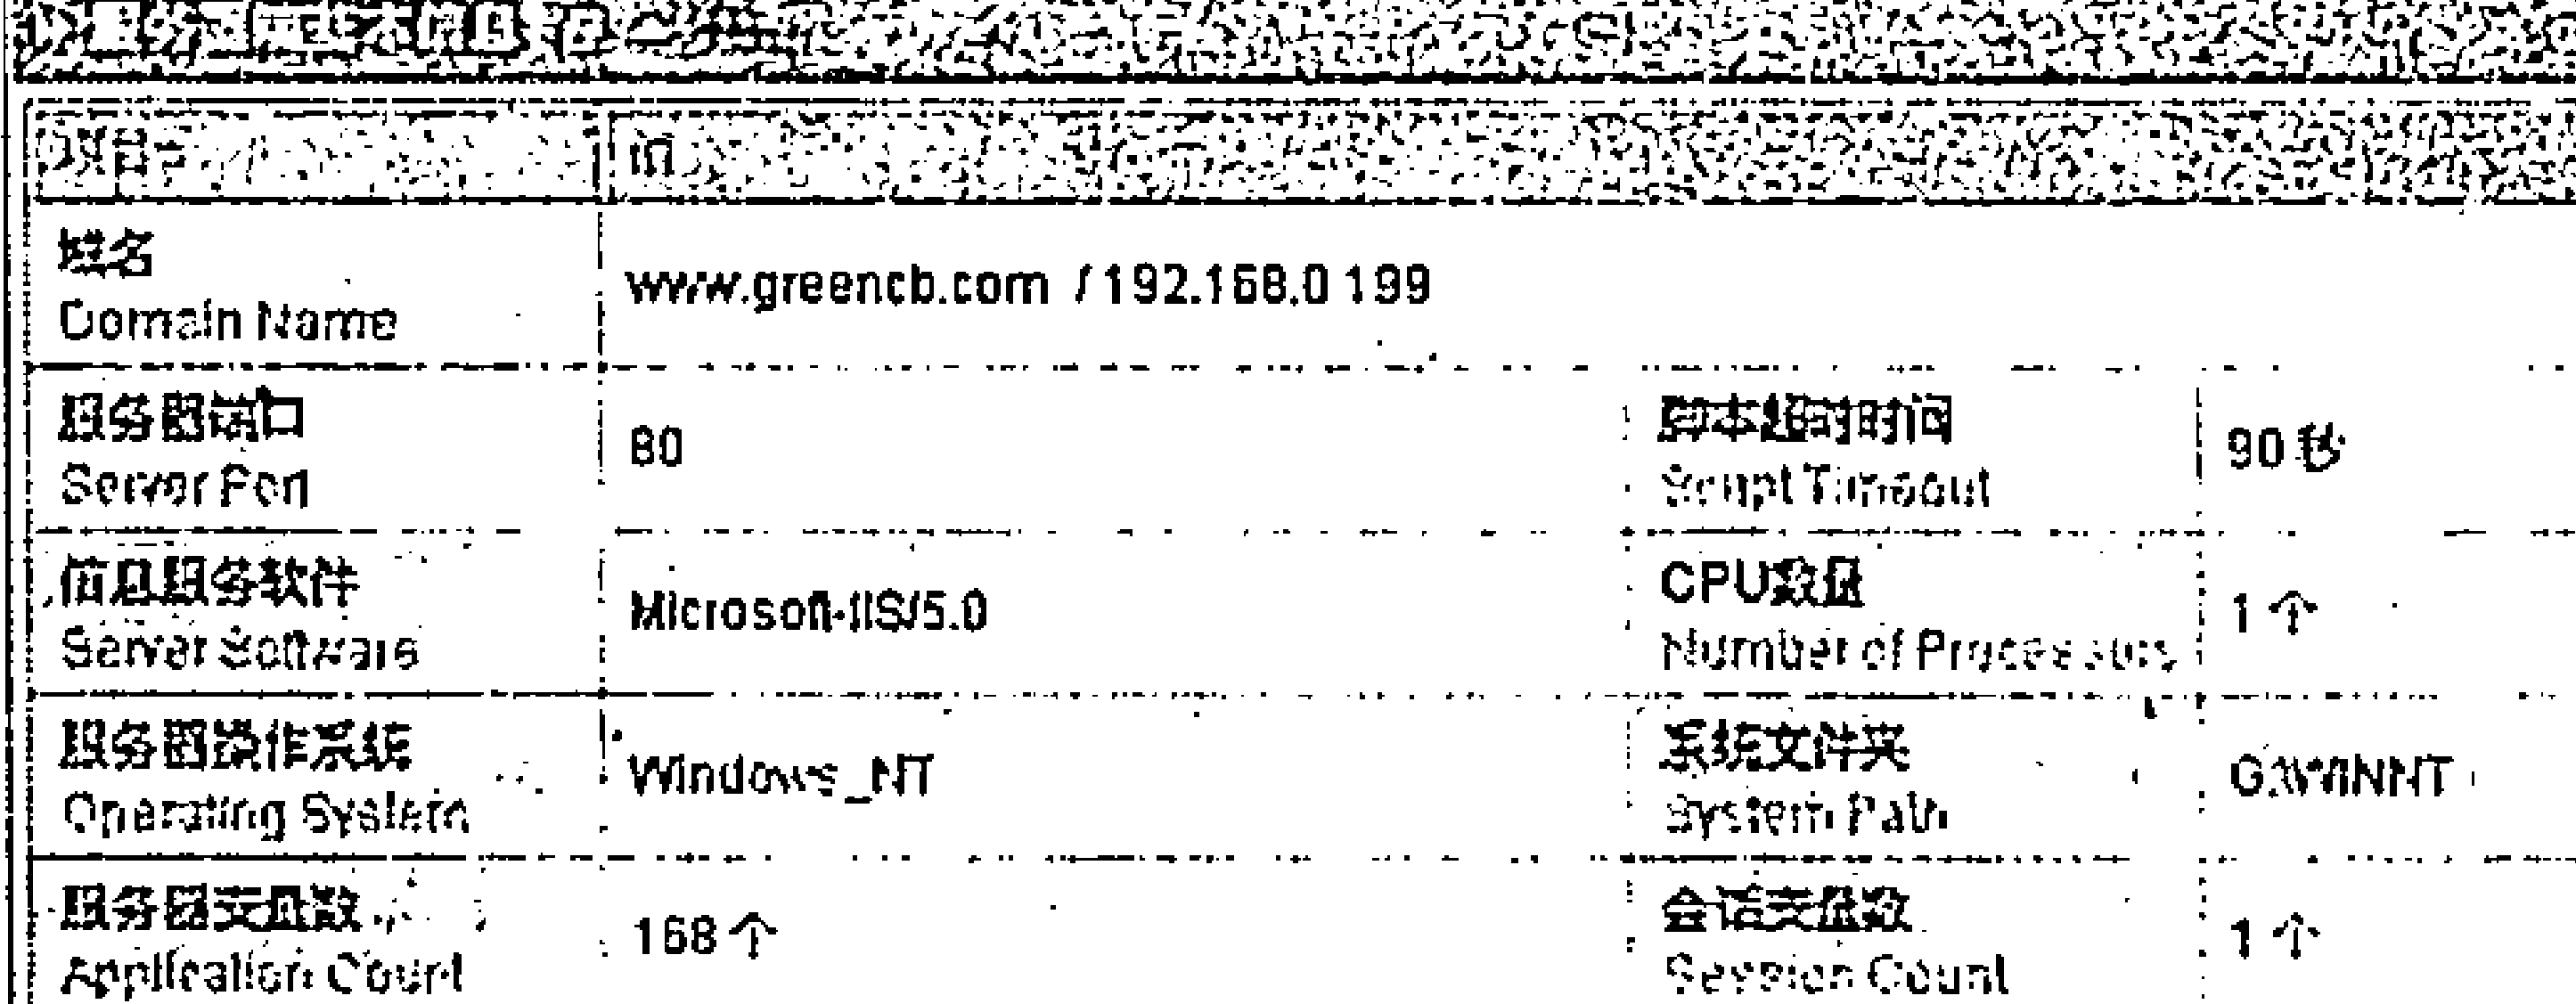 项目
域名
Domain Name
www.greencb.com / 192.168.0 199
服务器端口
Server Port
80
脚本超时时间
Script Timeout
90 秒
信息服务软件
Server Software
Microsoft-IIS/5.0
CPU数量
Number of Processors
1 个
服务器操作系统
Operating System
Windows_NT
系统文件夹
System Path
G:\WINNT
服务器变量数
Application Count
168 个
会话变量数
Session Count
1 个